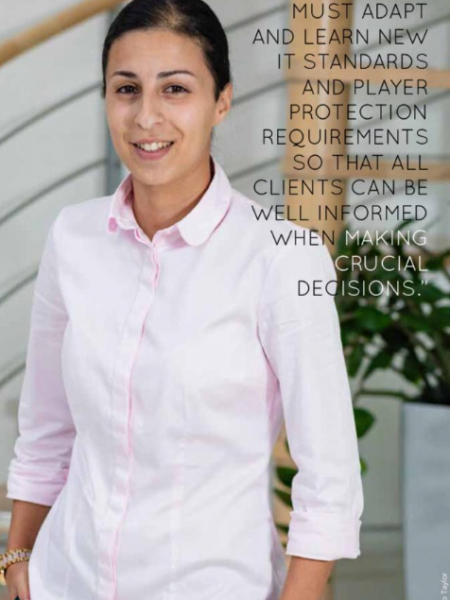 MUST ADAPT
AND LEARN NEW
IT STANDARDS
AND PLAYER
PROTECTION
REQUIREMENTS
SO THAT ALL
CLIENTS CAN BE
WELL INFORMED
WHEN MAKING
CRUCIAL
DECISIONS.”
Taylor